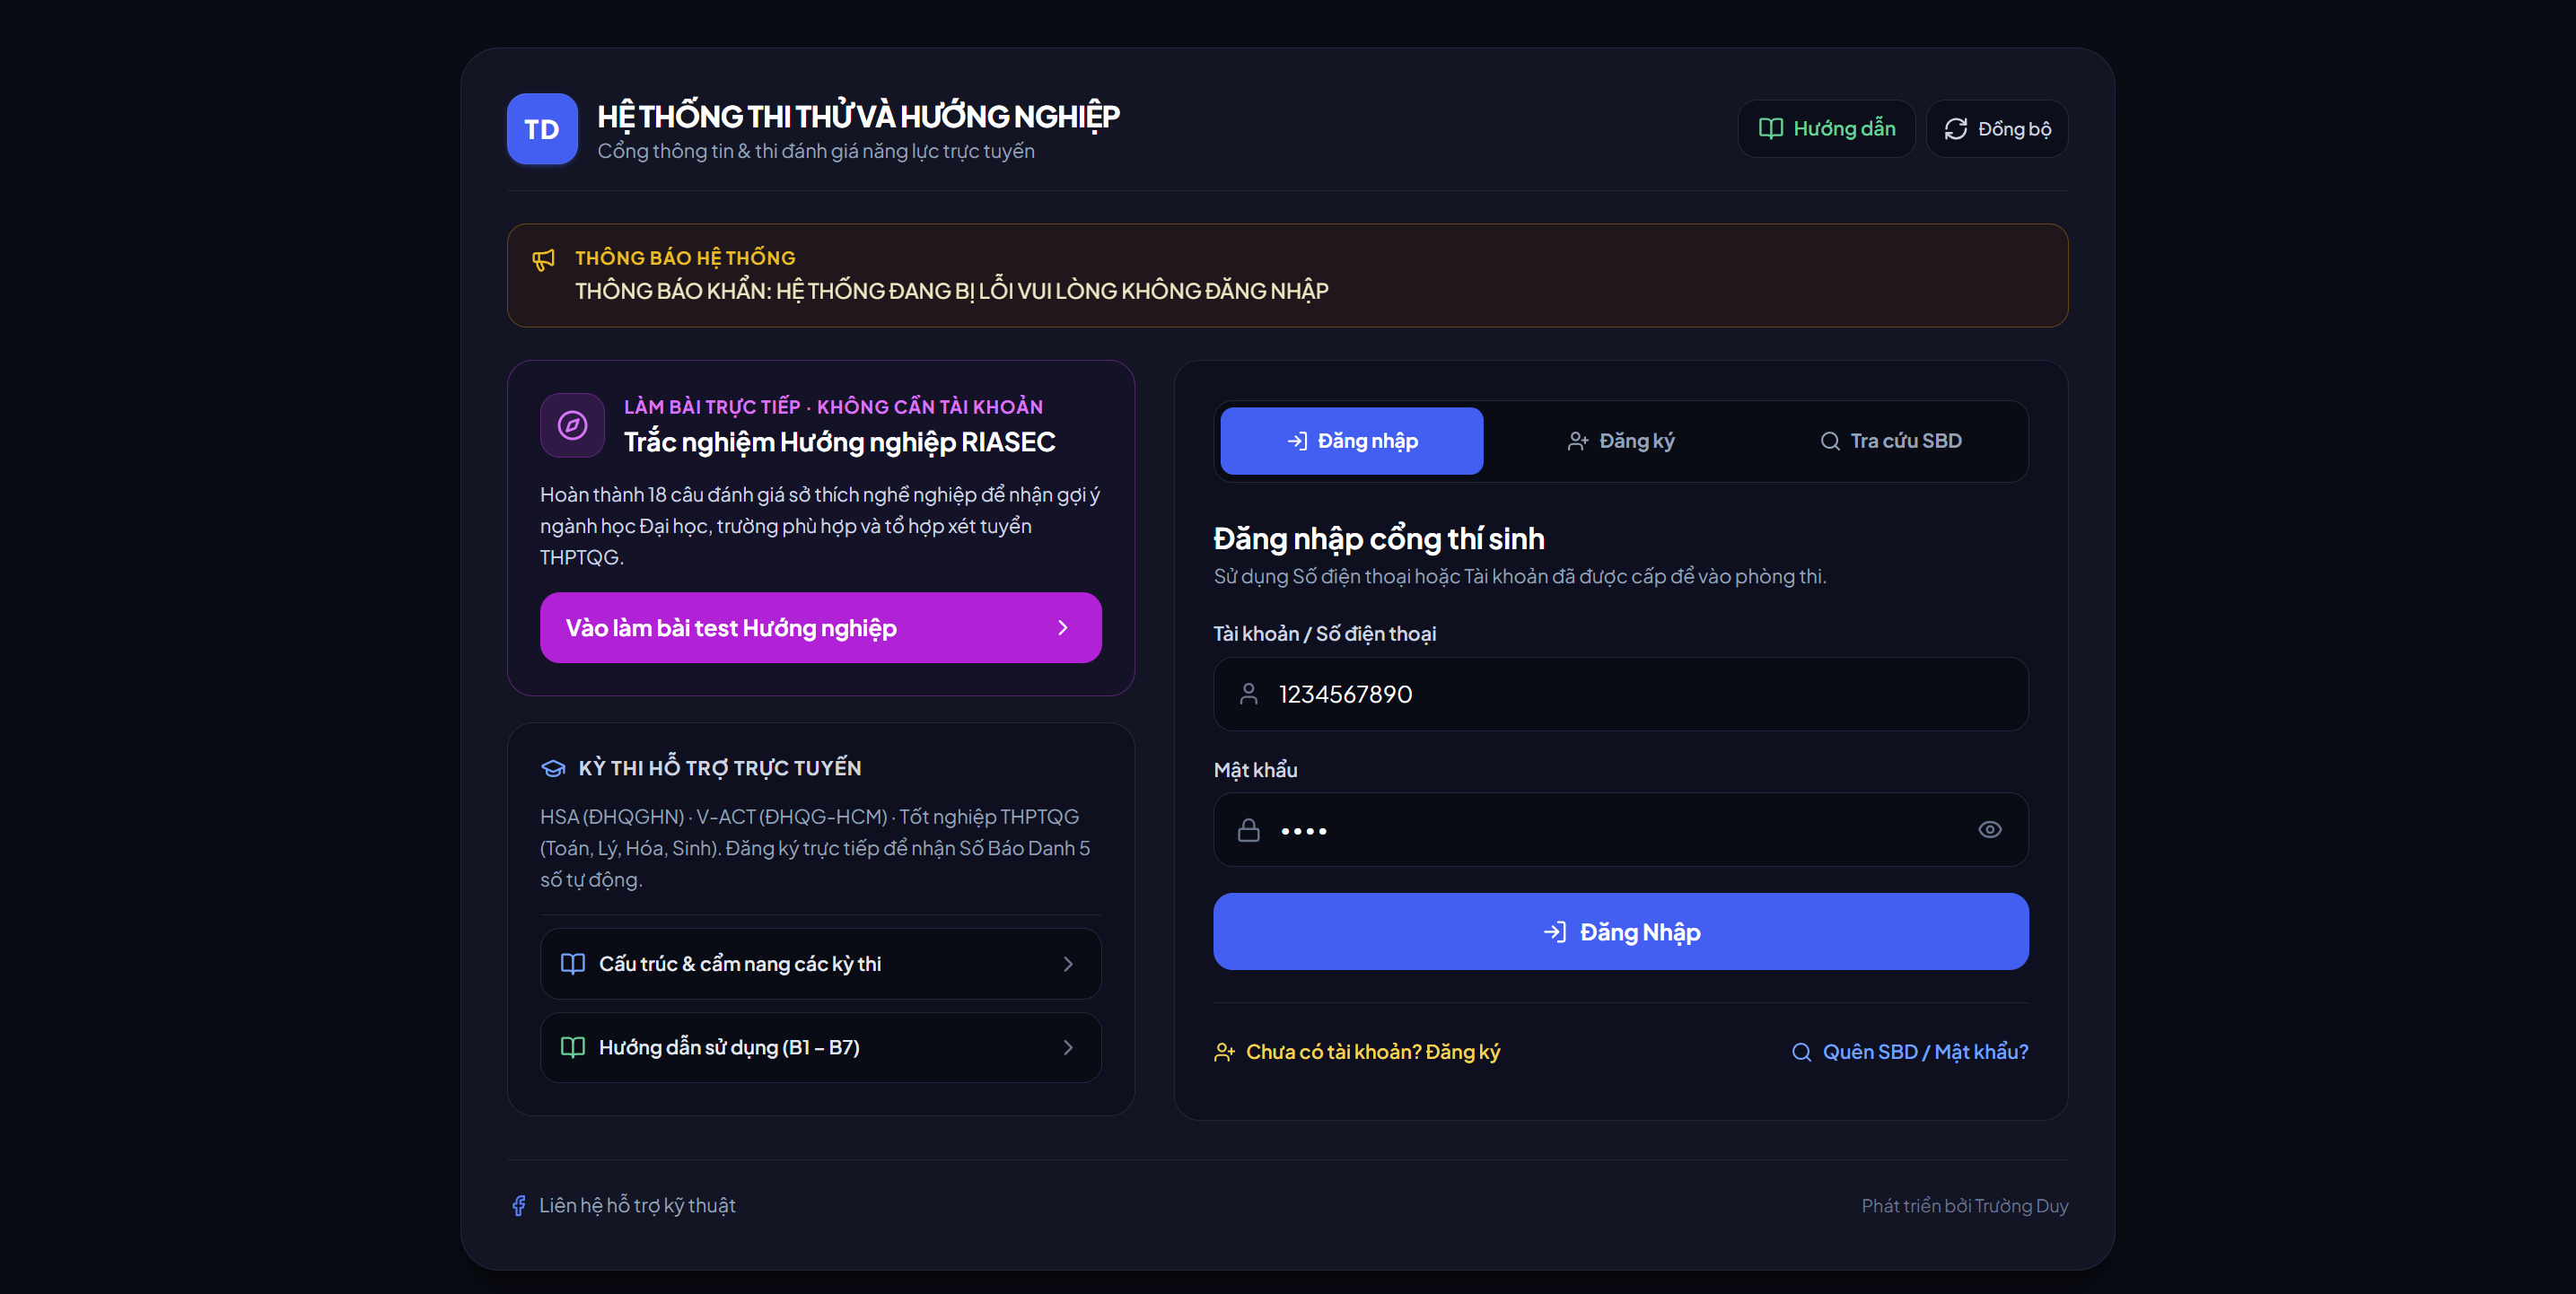 TD
HỆ THỐNG THI THỬ VÀ HƯỚNG NGHIỆP
Cổng thông tin & thi đánh giá năng lực trực tuyến
Hướng dẫn
Đồng bộ
THÔNG BÁO HỆ THỐNG
THÔNG BÁO KHẨN: HỆ THỐNG ĐANG BỊ LỖI VUI LÒNG KHÔNG ĐĂNG NHẬP
LÀM BÀI TRỰC TIẾP · KHÔNG CẦN TÀI KHOẢN
Trắc nghiệm Hướng nghiệp RIASEC
Hoàn thành 18 câu đánh giá sở thích nghề nghiệp để nhận gợi ý
ngành học Đại học, trường phù hợp và tổ hợp xét tuyển
THPTQG.
Vào làm bài test Hướng nghiệp
KỲ THI HỖ TRỢ TRỰC TUYẾN
HSA (ĐHQGHN) · V-ACT (ĐHQG-HCM) · Tốt nghiệp THPTQG
(Toán, Lý, Hóa, Sinh). Đăng ký trực tiếp để nhận Số Báo Danh 5
số tự động.
Cấu trúc & cẩm nang các kỳ thi
Hướng dẫn sử dụng (B1 – B7)
Đăng nhập
Đăng ký
Tra cứu SBD
Đăng nhập cổng thí sinh
Sử dụng Số điện thoại hoặc Tài khoản đã được cấp để vào phòng thi.
Tài khoản / Số điện thoại
1234567890
Mật khẩu
••••
Đăng Nhập
Chưa có tài khoản? Đăng ký
Quên SBD / Mật khẩu?
Liên hệ hỗ trợ kỹ thuật
Phát triển bởi Trường Duy